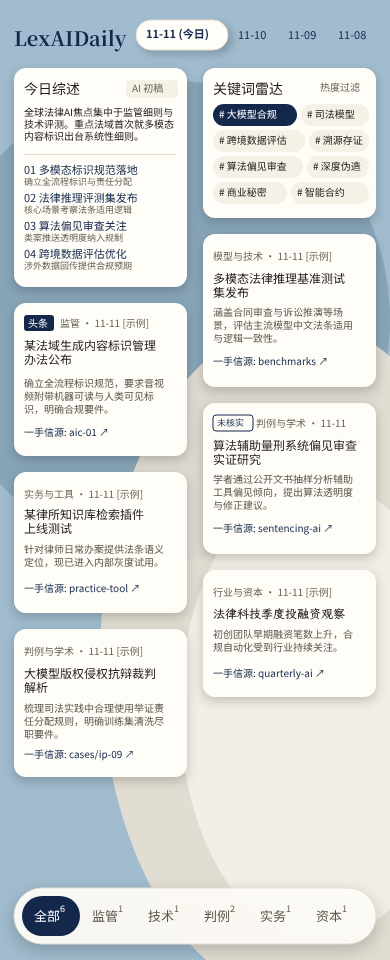 LexAIDaily
11-11 (今日)
11-10
11-09
11-08
今日综述
AI 初稿
全球法律AI焦点集中于监管细则与
技术评测。重点法域首次就多模态
内容标识出台系统性细则。
01 多模态标识规范落地
确立全流程标识与责任分配
02 法律推理评测集发布
核心场景考察法条适用逻辑
03 算法偏见审查关注
类案推送透明度纳入规制
04 跨境数据评估优化
涉外数据回传提供合规预期
头条
监管 · 11-11 [示例]
某法域生成内容标识管理
办法公布
确立全流程标识规范，要求音视
频附带机器可读与人类可见标
识，明确合规要件。
一手信源: aic-01 ↗
实务与工具 · 11-11 [示例]
某律所知识库检索插件
上线测试
针对律师日常办案提供法条语义
定位，现已进入内部灰度试用。
一手信源: practice-tool ↗
判例与学术 · 11-11 [示例]
大模型版权侵权抗辩裁判
解析
梳理司法实践中合理使用举证责
任分配规则，明确训练集清洗尽
职要件。
一手信源: cases/ip-09 ↗
关键词雷达
热度过滤
# 大模型合规
# 司法模型
# 跨境数据评估
# 溯源存证
# 算法偏见审查
# 深度伪造
# 商业秘密
# 智能合约
模型与技术 · 11-11 [示例]
多模态法律推理基准测试
集发布
涵盖合同审查与诉讼推演等场
景，评估主流模型中文法条适用
与逻辑一致性。
一手信源: benchmarks ↗
未核实
判例与学术 · 11-11
算法辅助量刑系统偏见审查
实证研究
学者通过公开文书抽样分析辅助
工具偏见倾向，提出算法透明度
与修正建议。
一手信源: sentencing-ai ↗
行业与资本 · 11-11 [示例]
法律科技季度投融资观察
初创团队早期融资笔数上升，合
规自动化受到行业持续关注。
一手信源: quarterly-ai ↗
全部6
监管1
技术1
判例2
实务1
资本1